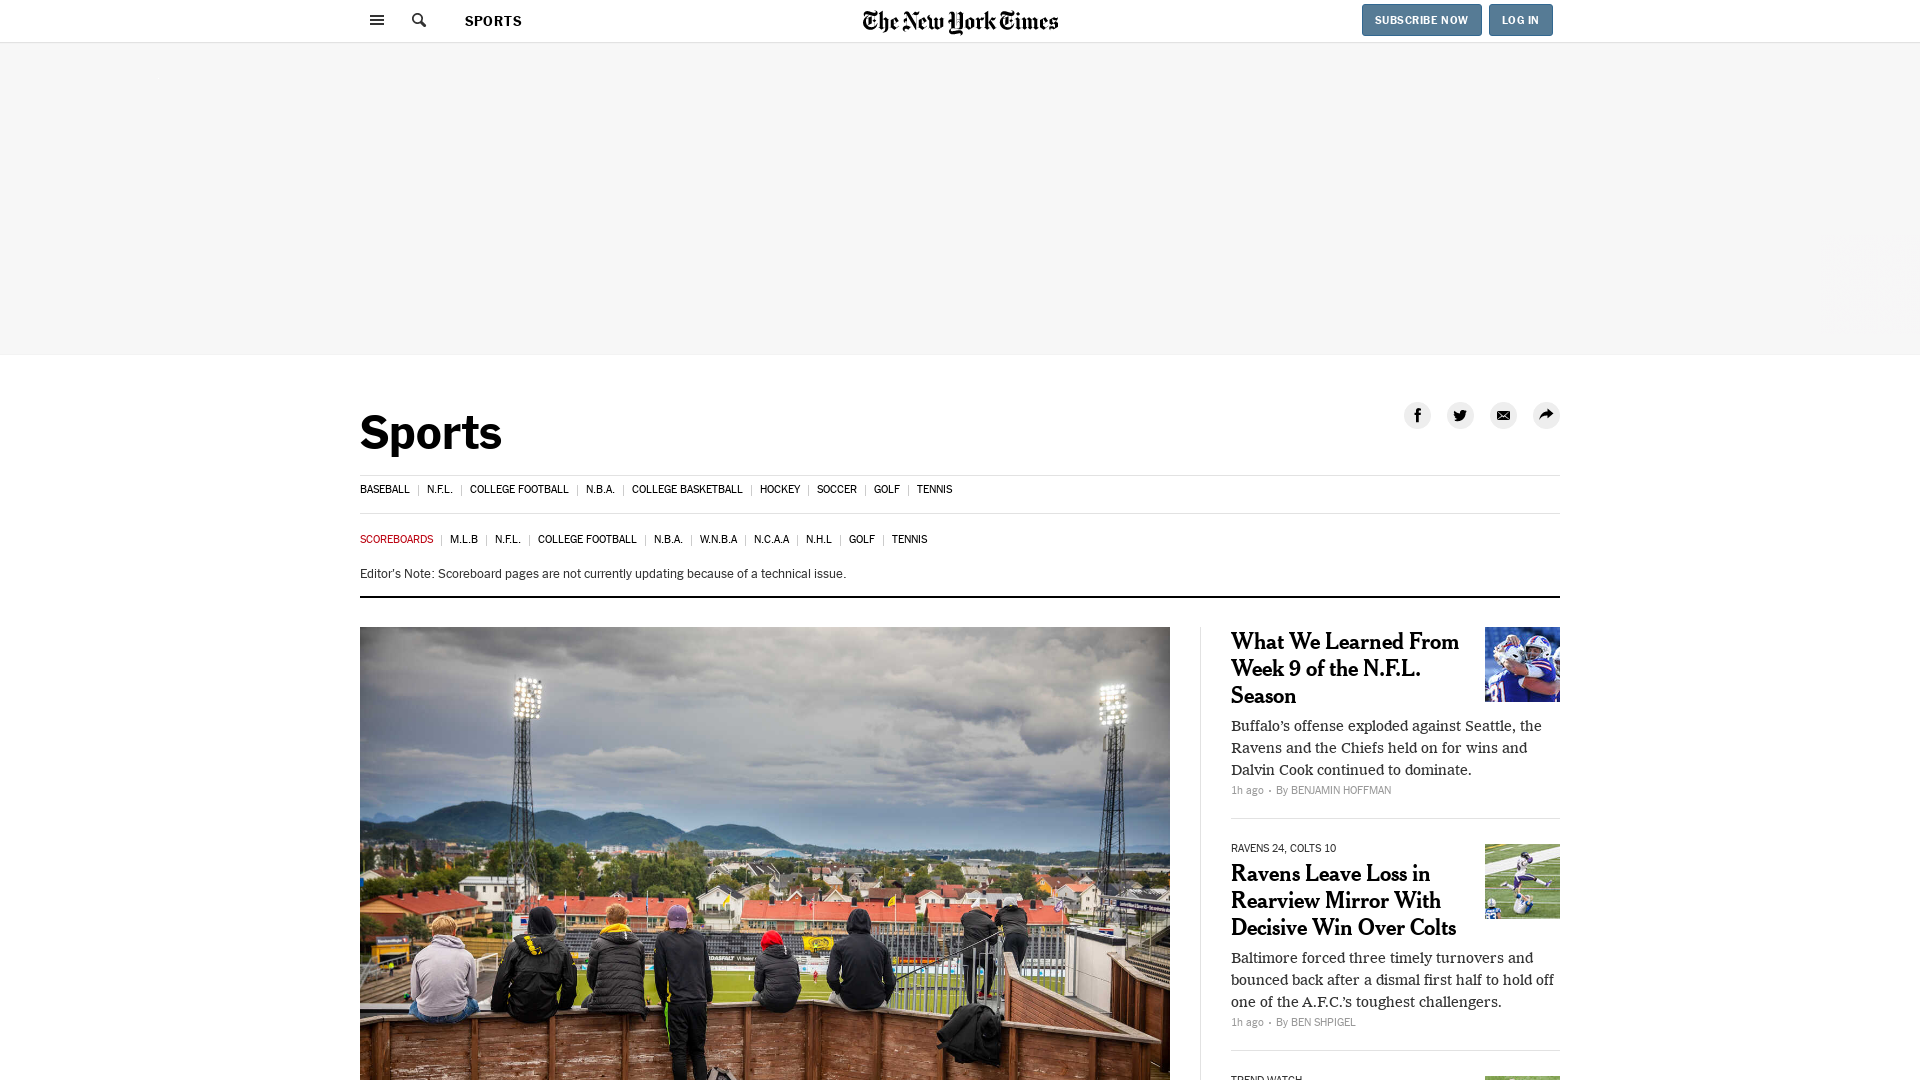 SPORTS
The New York Times
SUBSCRIBE NOW
LOG IN
Sports
BASEBALL
N.F.L.
COLLEGE FOOTBALL
N.B.A.
COLLEGE BASKETBALL
HOCKEY
SOCCER
GOLF
TENNIS
SCOREBOARDS
M.L.B
N.F.L.
COLLEGE FOOTBALL
N.B.A.
W.N.B.A
N.C.A.A
N.H.L
GOLF
TENNIS
Editor's Note: Scoreboard pages are not currently updating because of a technical issue.
What We Learned From
Week 9 of the N.F.L.
Season
Buffalo’s offense exploded against Seattle, the
Ravens and the Chiefs held on for wins and
Dalvin Cook continued to dominate.
1h ago • By BENJAMIN HOFFMAN
RAVENS 24, COLTS 10
Ravens Leave Loss in
Rearview Mirror With
Decisive Win Over Colts
Baltimore forced three timely turnovers and
bounced back after a dismal first half to hold off
one of the A.F.C.’s toughest challengers.
1h ago • By BEN SHPIGEL
TREND WATCH